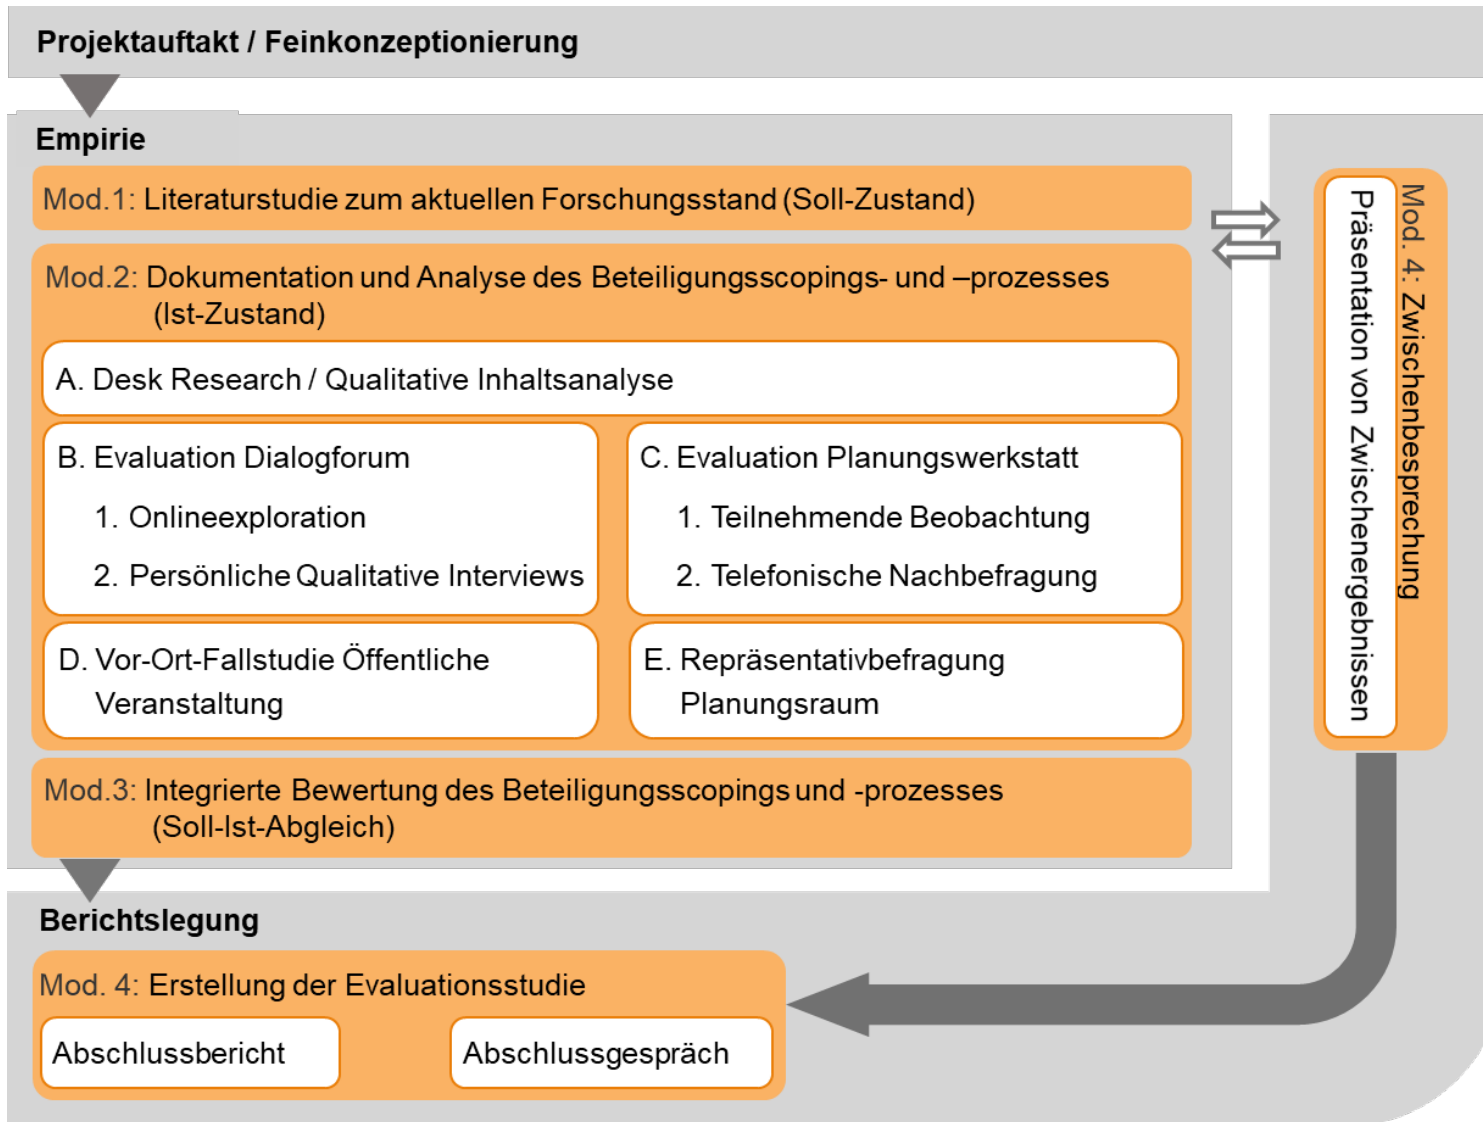 Projektauftakt / Feinkonzeptionierung
Empirie
Mod.1: Literaturstudie zum aktuellen Forschungsstand (Soll-Zustand)
Mod.2: Dokumentation und Analyse des Beteiligungsscopings- und –prozesses
(Ist-Zustand)
A. Desk Research / Qualitative Inhaltsanalyse
B. Evaluation Dialogforum
1. Onlineexploration
2. Persönliche Qualitative Interviews
C. Evaluation Planungswerkstatt
1. Teilnehmende Beobachtung
2. Telefonische Nachbefragung
D. Vor-Ort-Fallstudie Öffentliche
Veranstaltung
E. Repräsentativbefragung
Planungsraum
Mod.3: Integrierte Bewertung des Beteiligungsscopings und -prozesses
(Soll-Ist-Abgleich)
Mod. 4: Zwischenbesprechung
Präsentation von Zwischenergebnissen
Berichtslegung
Mod. 4: Erstellung der Evaluationsstudie
Abschlussbericht
Abschlussgespräch